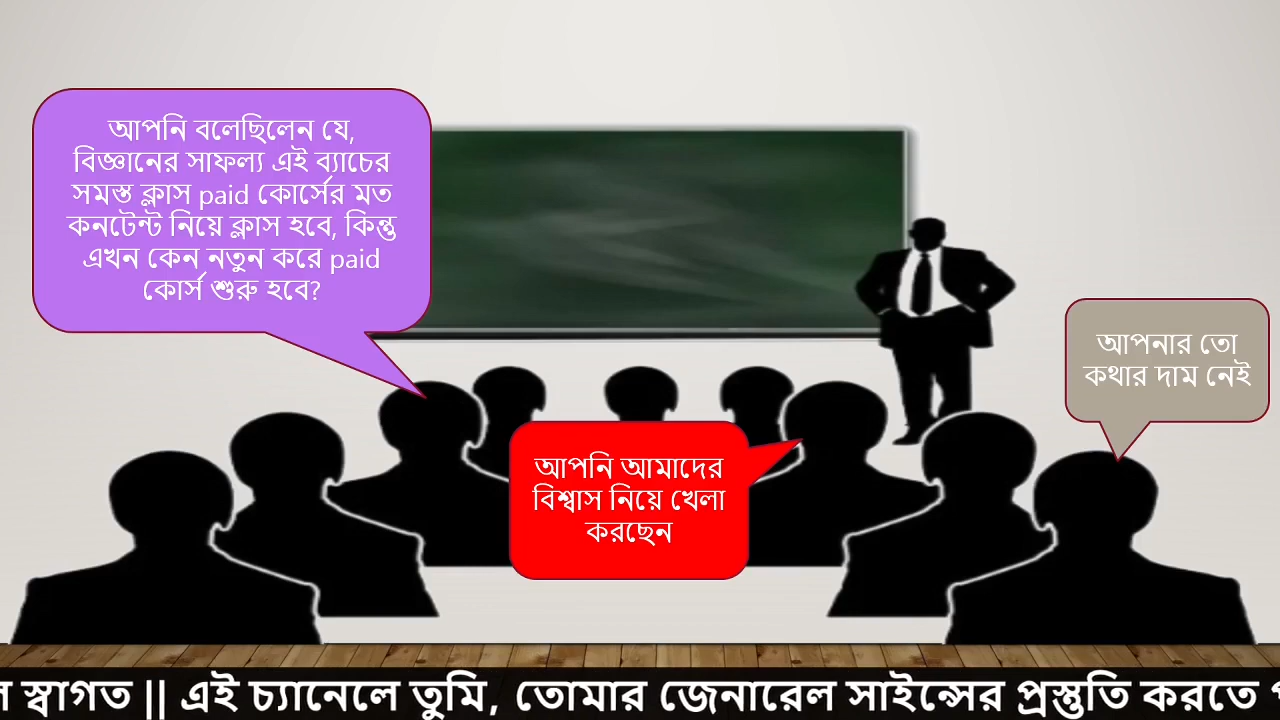 আপনি বলেছিলেন যে,
বিজ্ঞানের সাফল্য এই ব্যাচের
সমস্ত ক্লাস paid কোর্সের মত
কনটেন্ট নিয়ে ক্লাস হবে, কিন্তু
এখন কেন নতুন করে paid
কোর্স শুরু হবে?
আপনার তো
কথার দাম নেই
আপনি আমাদের
বিশ্বাস নিয়ে খেলা
করছেন
স্বাগত || এই চ্যানেলে তুমি, তোমার জেনারেল সাইন্সের প্রস্তুতি করতে